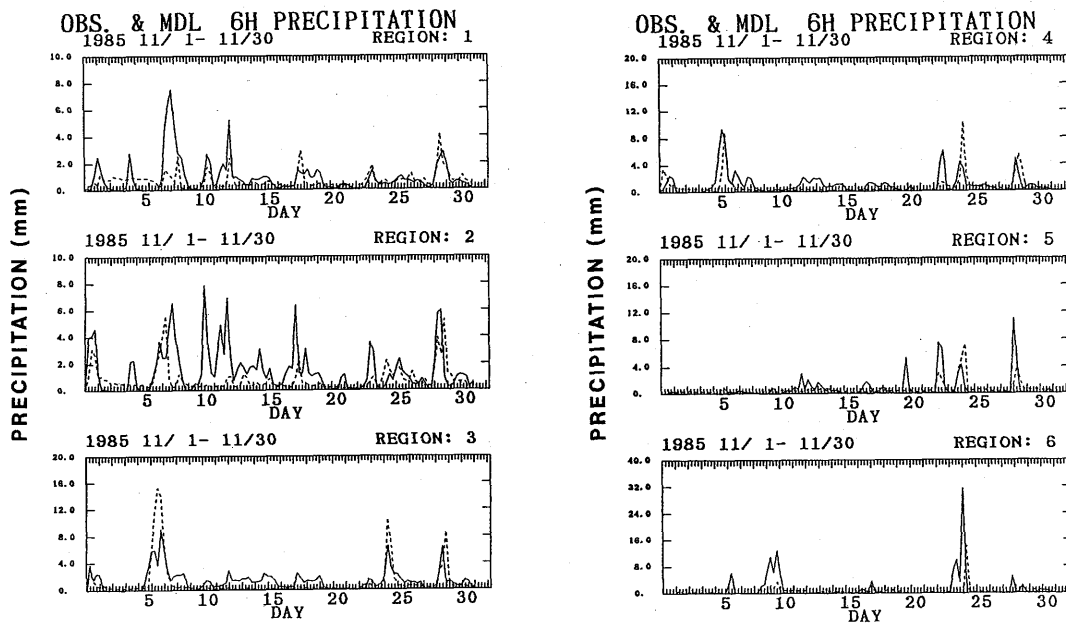 OBS. & MDL 6H PRECIPITATION
1985 11/ 1- 11/30 REGION: 1
10.0
8.0
6.0
4.0
2.0
0.
5 10 15 20 25 30
DAY
1985 11/ 1- 11/30 REGION: 2
10.0
8.0
6.0
4.0
2.0
0.
5 10 15 20 25 30
DAY
1985 11/ 1- 11/30 REGION: 3
20.0
16.0
12.0
8.0
4.0
0.
5 10 15 20 25 30
DAY
PRECIPITATION (mm)
OBS. & MDL 6H PRECIPITATION
1985 11/ 1- 11/30 REGION: 4
20.0
16.0
12.0
8.0
4.0
0.
5 10 15 20 25 30
DAY
1985 11/ 1- 11/30 REGION: 5
20.0
16.0
12.0
8.0
4.0
0.
5 10 15 20 25 30
DAY
1985 11/ 1- 11/30 REGION: 6
40.0
32.0
24.0
16.0
8.0
0.
5 10 15 20 25 30
DAY
PRECIPITATION (mm)